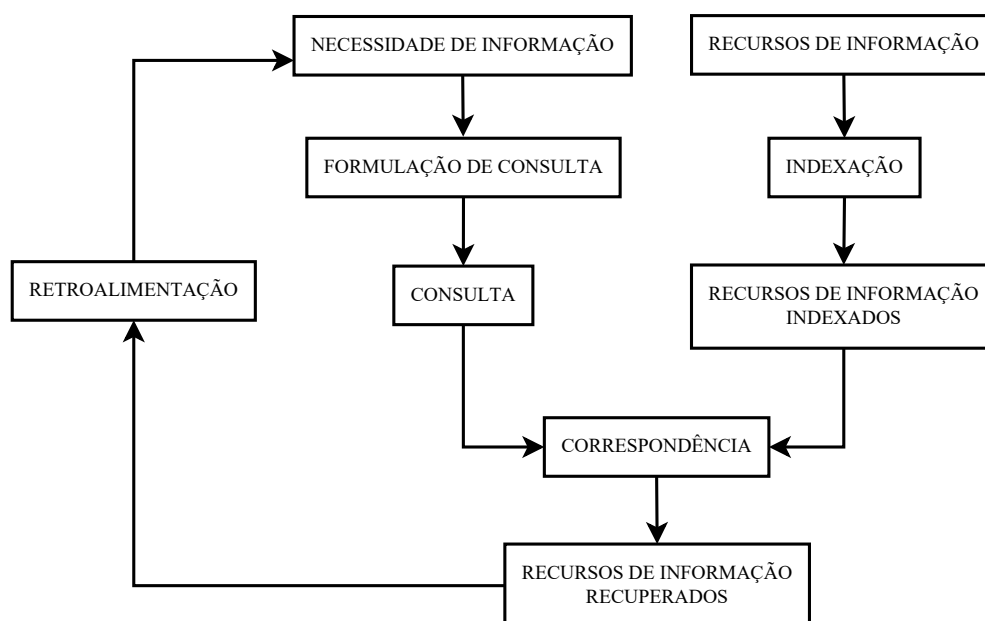 NECESSIDADE DE INFORMAÇÃO
RECURSOS DE INFORMAÇÃO
FORMULAÇÃO DE CONSULTA
INDEXAÇÃO
RETROALIMENTAÇÃO
CONSULTA
RECURSOS DE INFORMAÇÃO
INDEXADOS
CORRESPONDÊNCIA
RECURSOS DE INFORMAÇÃO
RECUPERADOS